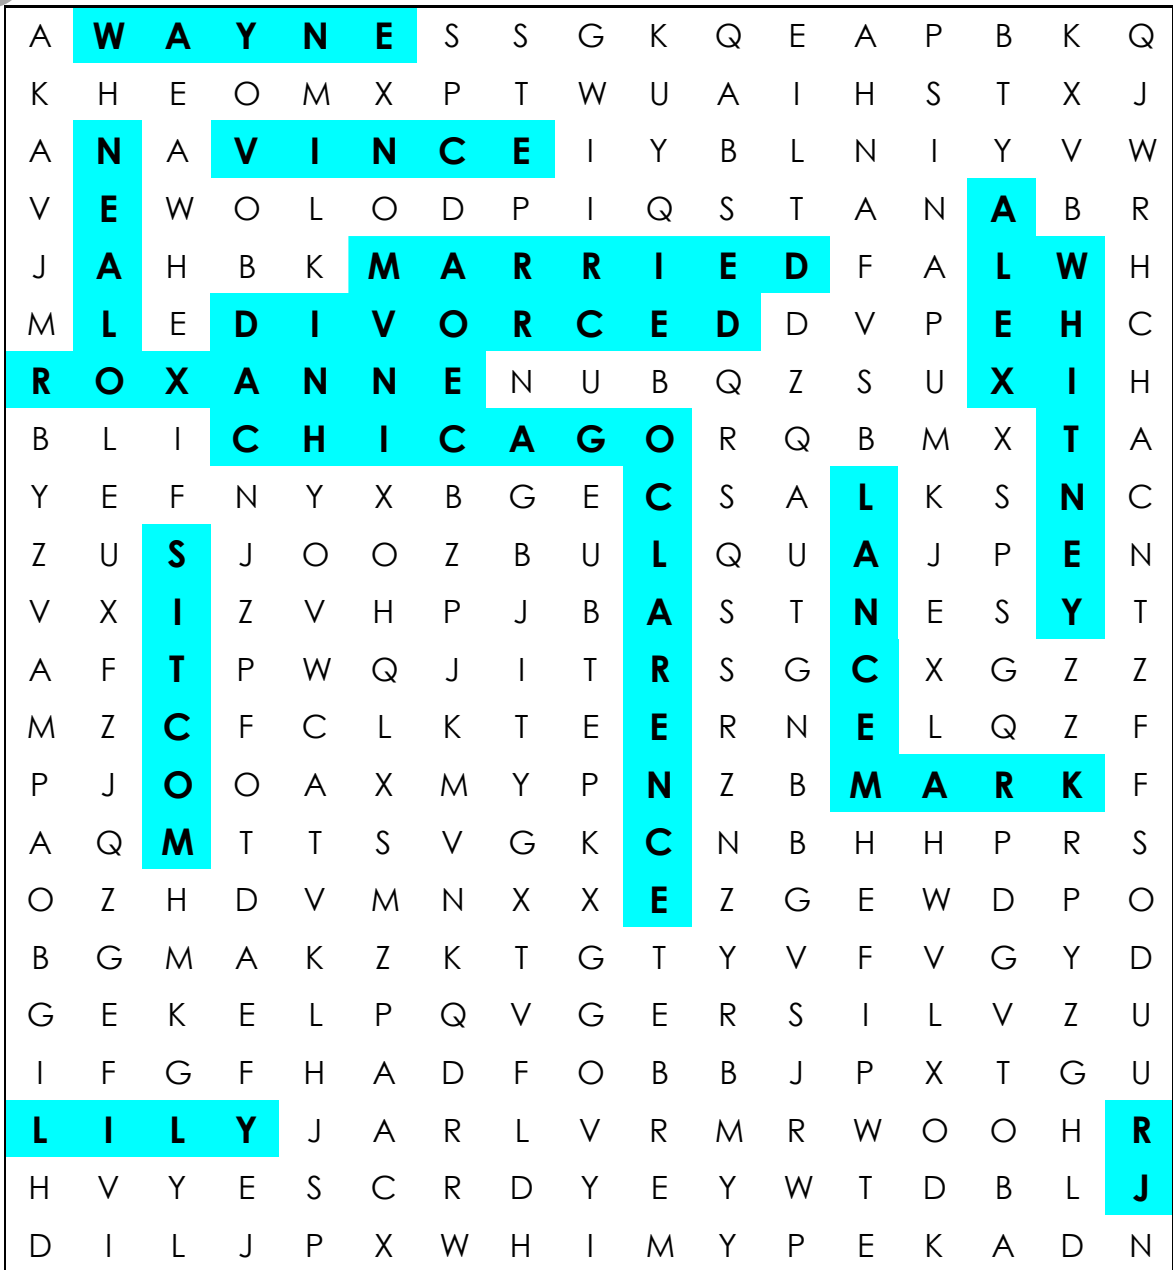 A W A Y N E S S G K Q E A P B K Q
K H E O M X P T W U A I H S T X J
A N A V I N C E I Y B L N I Y V W
V E W O L O D P I Q S T A N A B R
J A H B K M A R R I E D F A L W H
M L E D I V O R C E D D V P E H C
R O X A N N E N U B Q Z S U X I H
B L I C H I C A G O R Q B M X T A
Y E F N Y X B G E C S A L K S N C
Z U S J O O Z B U L Q U A J P E N
V X I Z V H P J B A S T N E S Y T
A F T P W Q J I T R S G C X G Z Z
M Z C F C L K T E E R N E L Q Z F
P J O O A X M Y P N Z B M A R K F
A Q M T T S V G K C N B H H P R S
O Z H D V M N X X E Z G E W D P O
B G M A K Z K T G T Y V F V G Y D
G E K E L P Q V G E R S I L V Z U
I F G F H A D F O B B J P X T G U
L I L Y J A R L V R M R W O O H R
H V Y E S C R D Y E Y W T D B L J
D I L J P X W H I M Y P E K A D N